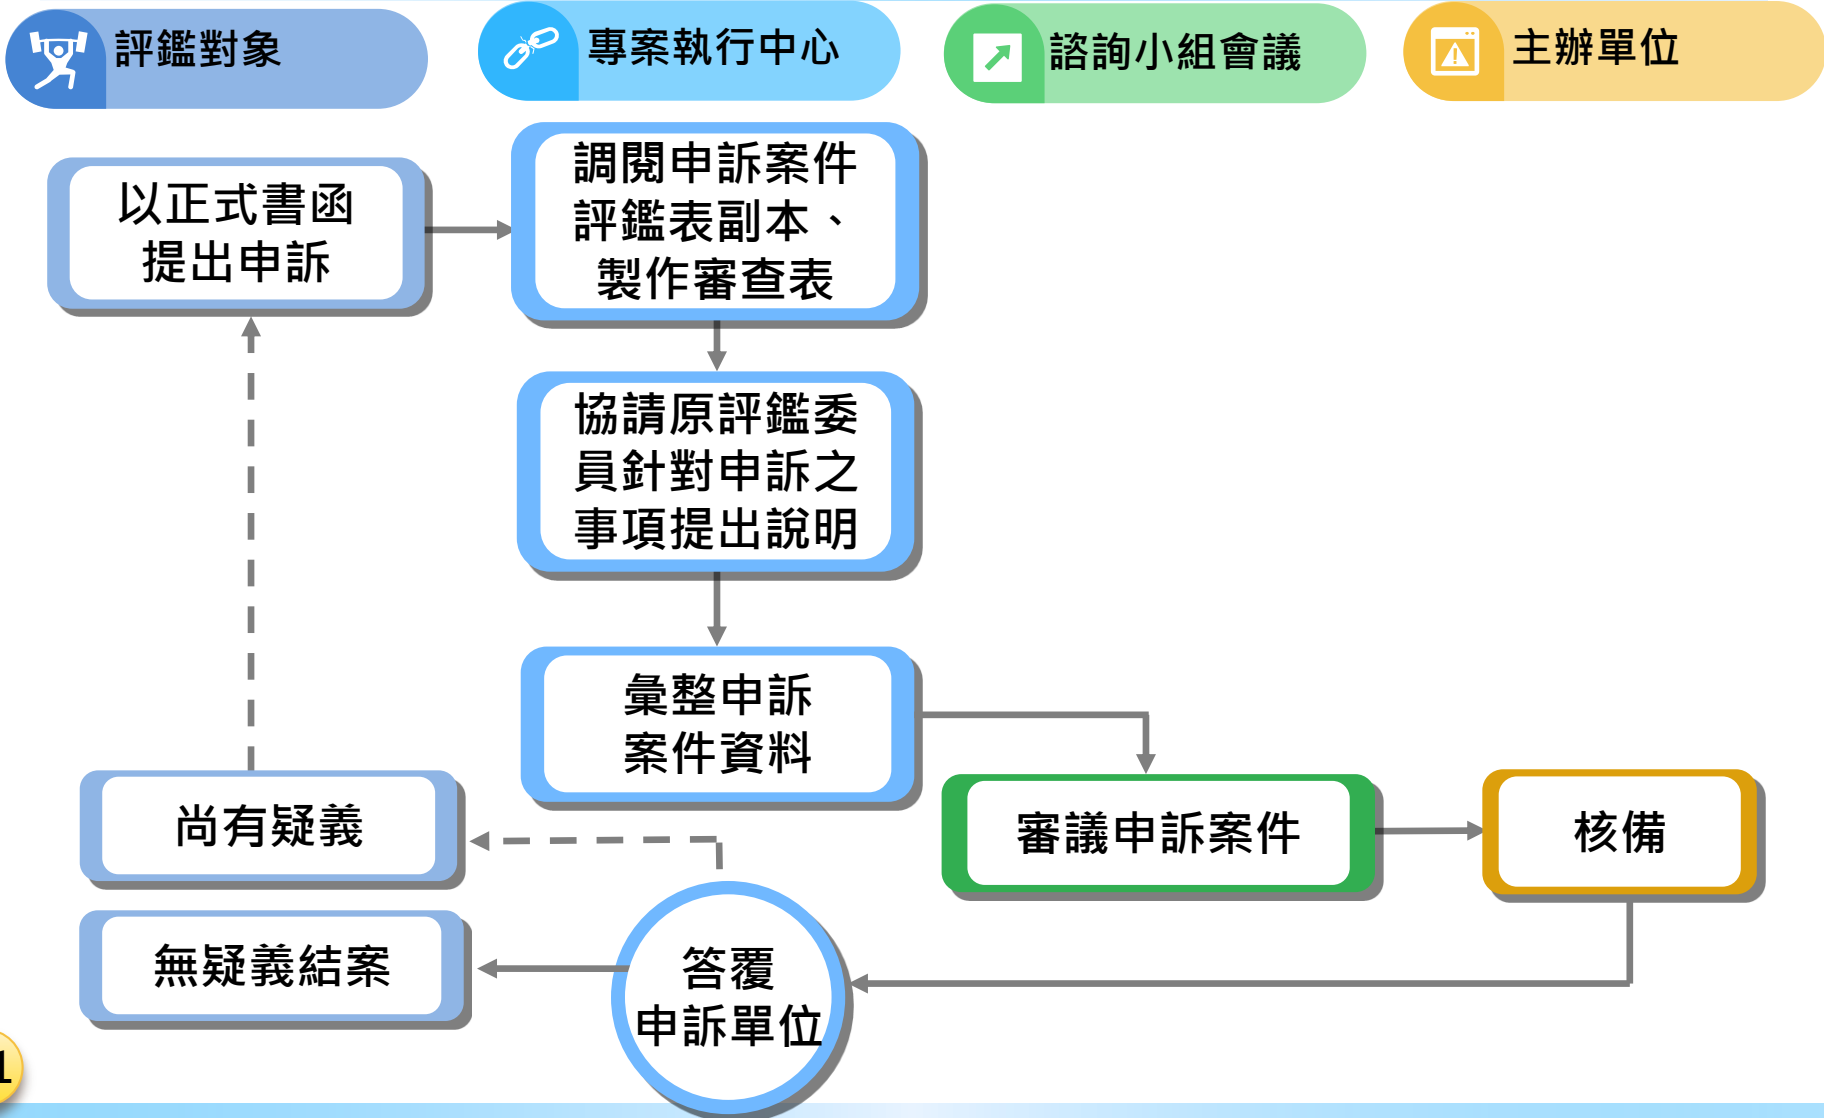 評鑑對象
專案執行中心
諮詢小組會議
主辦單位
以正式書函
提出申訴
調閱申訴案件
評鑑表副本、
製作審查表
協請原評鑑委
員針對申訴之
事項提出說明
彙整申訴
案件資料
審議申訴案件
核備
尚有疑義
無疑義結案
答覆
申訴單位
1